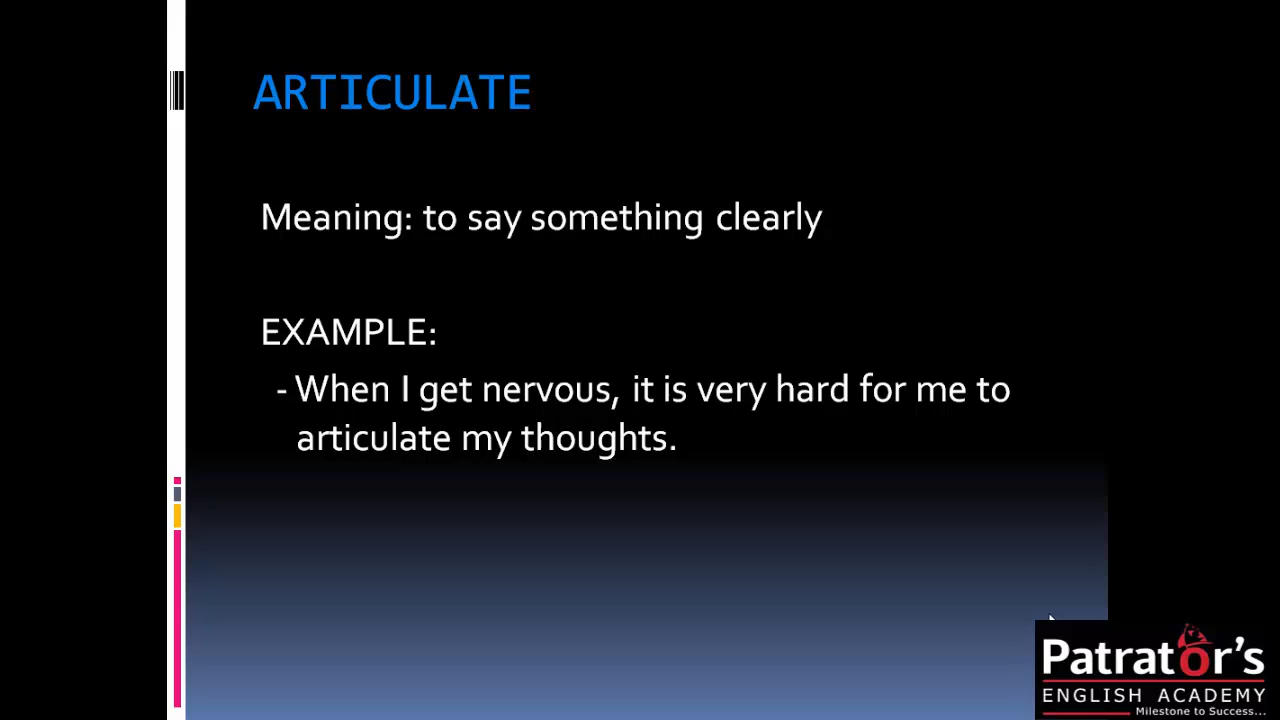 ARTICULATE
Meaning: to say something clearly
EXAMPLE:
- When I get nervous, it is very hard for me to
articulate my thoughts.
Patrator's
ENGLISH ACADEMY
Milestone to Success...